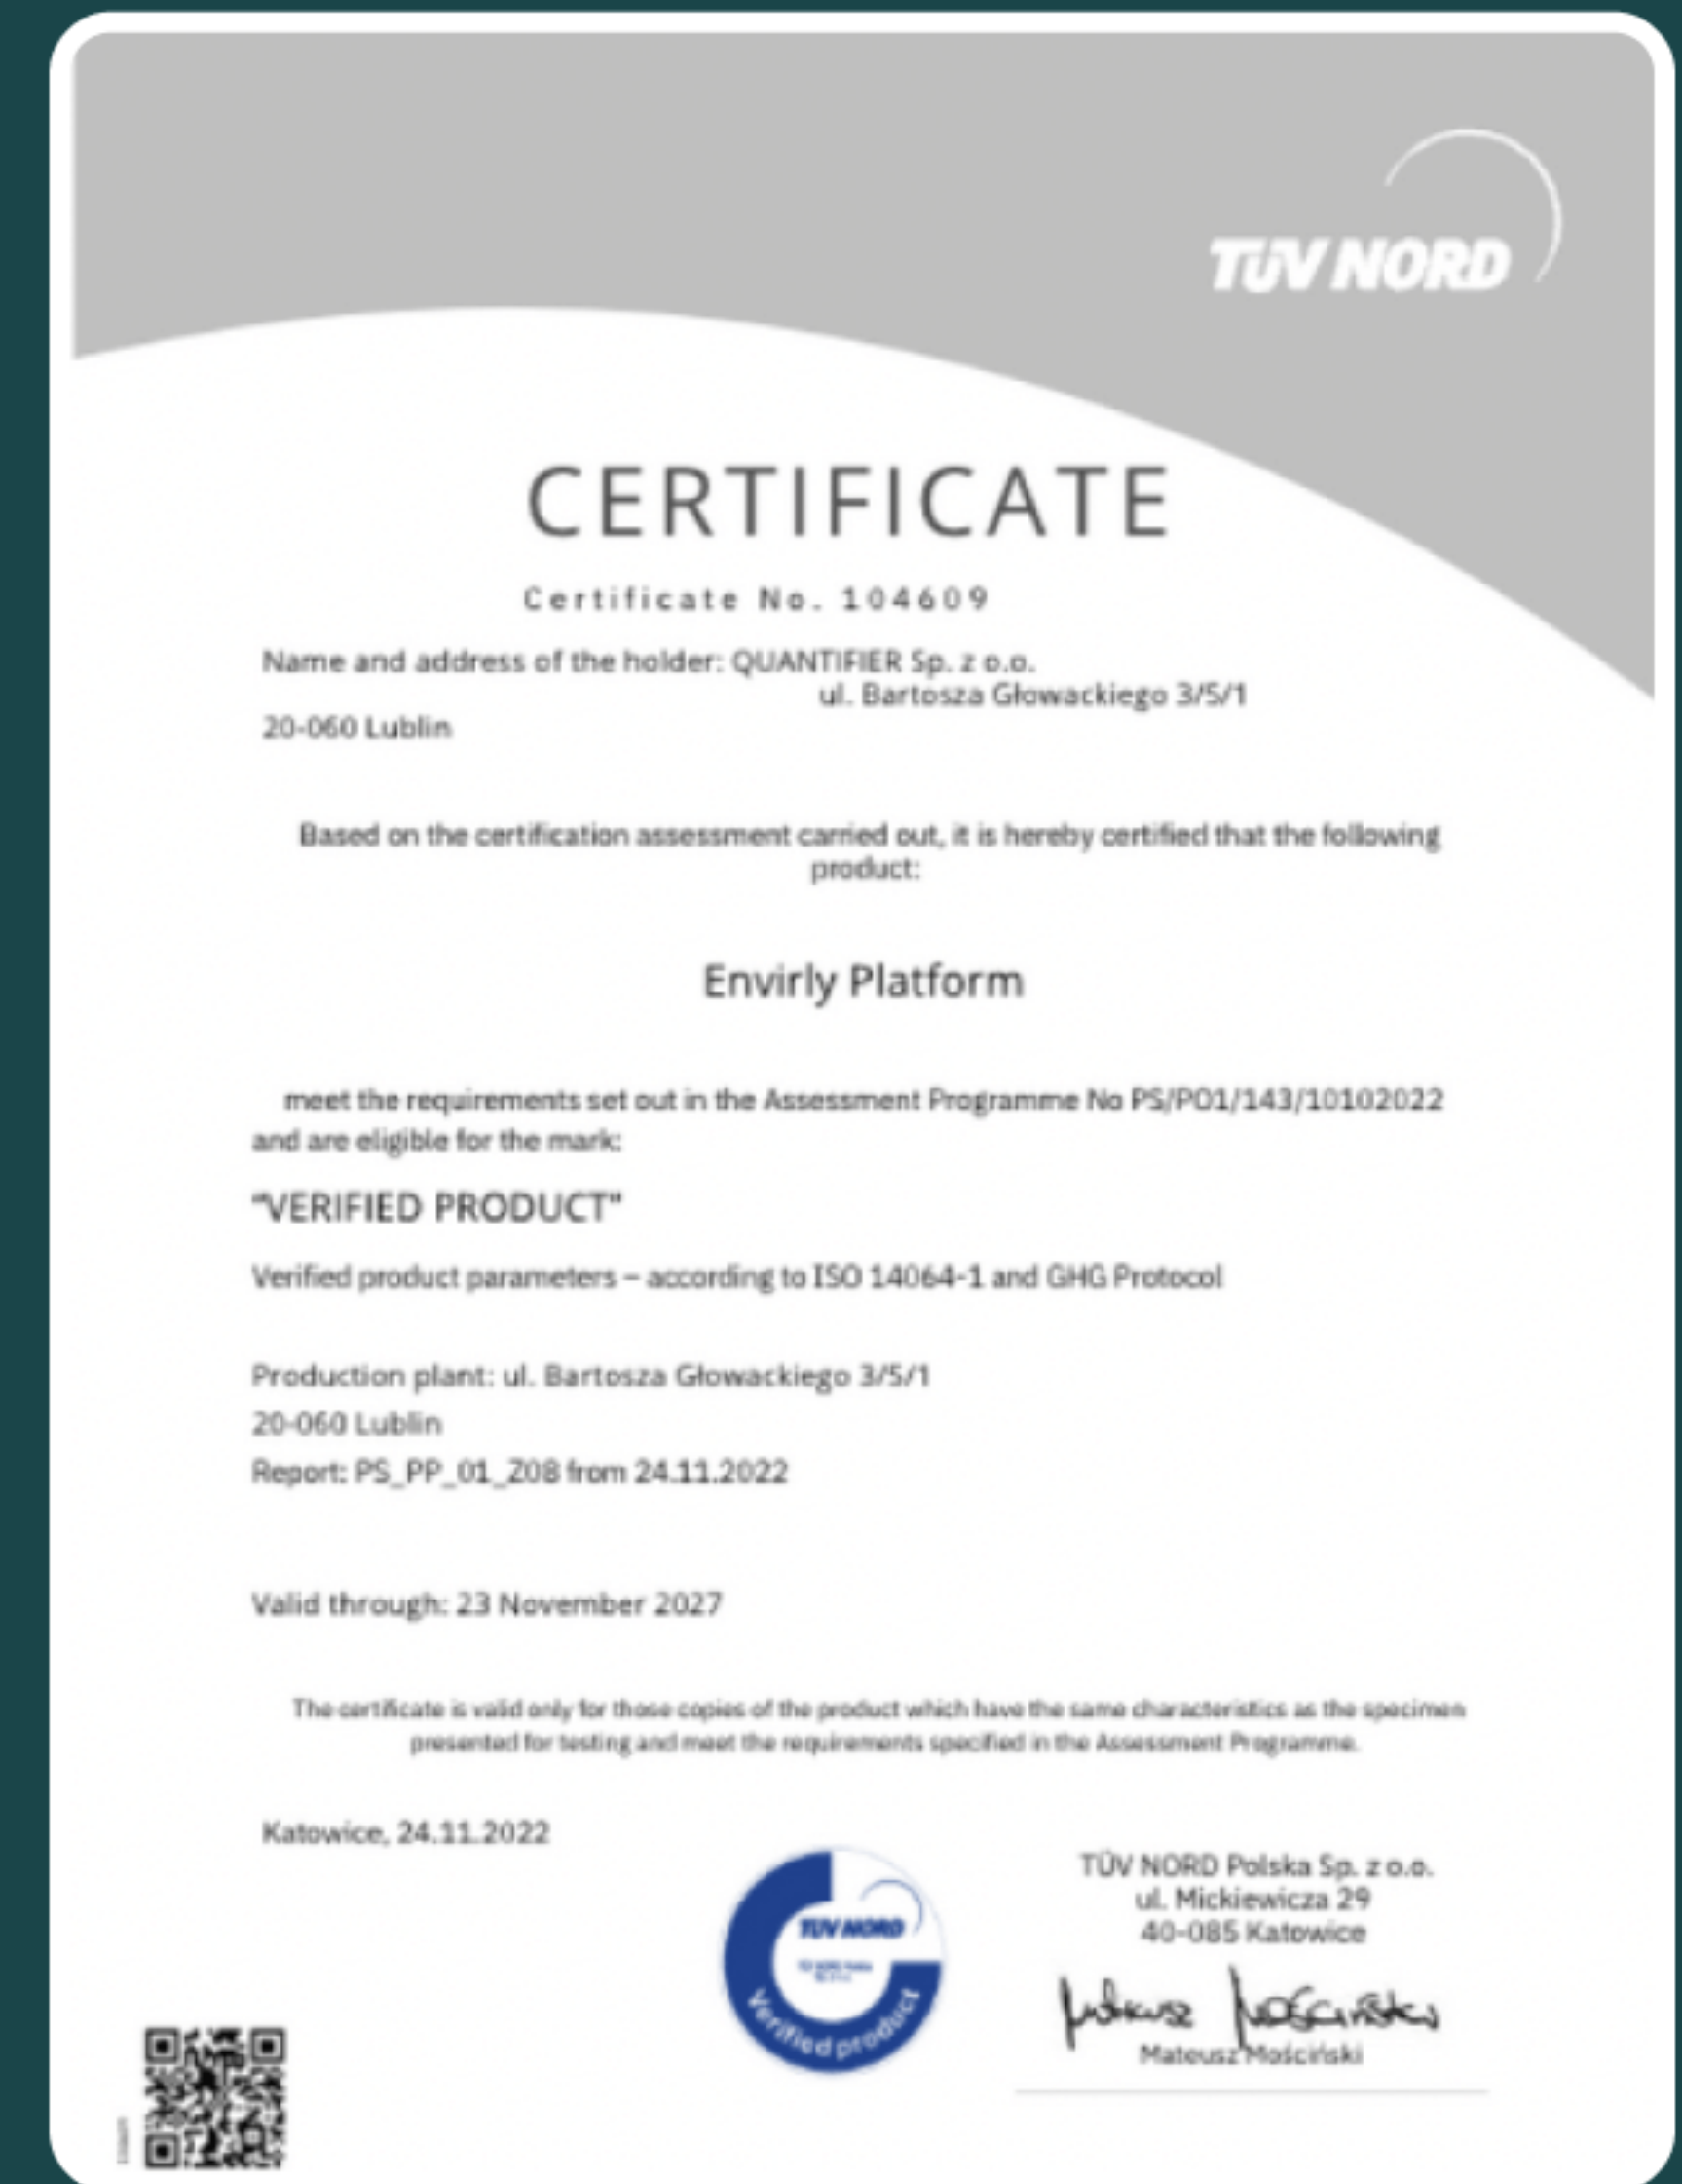 TÜV NORD
CERTIFICATE
Certificate No. 104609
Name and address of the holder: QUANTIFIER Sp. z o.o.
ul. Bartosza Głowackiego 3/5/1
20-060 Lublin
Based on the certification assessment carried out, it is hereby certified that the following
product:
Envirly Platform
meet the requirements set out in the Assessment Programme No PS/PO1/143/10102022
and are eligible for the mark:
"VERIFIED PRODUCT"
Verified product parameters – according to ISO 14064-1 and GHG Protocol
Production plant: ul. Bartosza Głowackiego 3/5/1
20-060 Lublin
Report: PS_PP_01_Z08 from 24.11.2022
Valid through: 23 November 2027
The certificate is valid only for those copies of the product which have the same characteristics as the specimen
presented for testing and meet the requirements specified in the Assessment Programme.
Katowice, 24.11.2022
TÜV NORD
Verified product
TÜV NORD Polska Sp. z o.o.
ul. Mickiewicza 29
40-085 Katowice
Mateusz Mościński
Mateusz Mościński